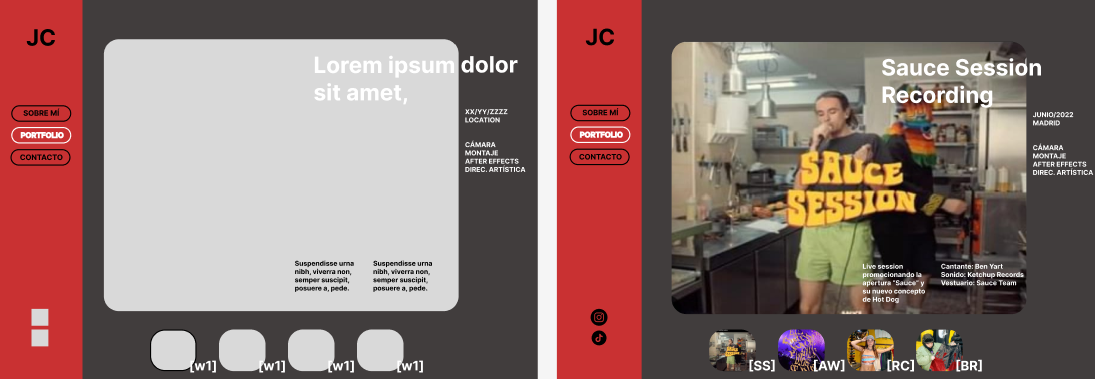 JC
SOBRE MÍ
PORTFOLIO
CONTACTO
Lorem ipsum dolor
sit amet,
XX/YY/ZZZZ
LOCATION
CÁMARA
MONTAJE
AFTER EFFECTS
DIREC. ARTÍSTICA
Suspendisse urna
nibh, viverra non,
semper suscipit,
posuere a, pede.
Suspendisse urna
nibh, viverra non,
semper suscipit,
posuere a, pede.
[w1]
[w1]
[w1]
[w1]
JC
SOBRE MÍ
PORTFOLIO
CONTACTO
Sauce Session
Recording
JUNIO/2022
MADRID
CÁMARA
MONTAJE
AFTER EFFECTS
DIREC. ARTÍSTICA
SAUCE
SESSION
Live session
promocionando la
apertura "Sauce" y
su nuevo concepto
de Hot Dog
Cantante: Ben Yart
Sonido: Ketchup Records
Vestuario: Sauce Team
[SS]
[AW]
[RC]
[BR]